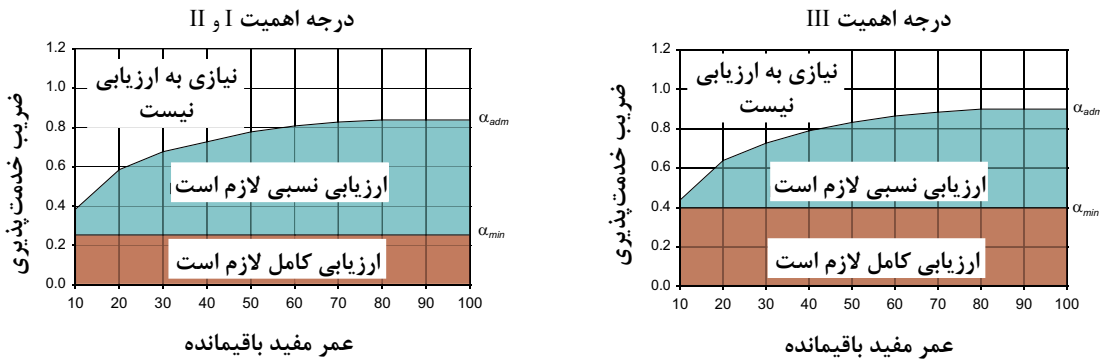 درجه اهمیت I و II
ضریب خدمت‌پذیری
1.2
1.0
0.8
0.6
0.4
0.2
0.0
نیازی به ارزیابی
نیست
ارزیابی نسبی لازم است
ارزیابی کامل لازم است
αadm
αmin
10 20 30 40 50 60 70 80 90 100
عمر مفید باقیمانده
درجه اهمیت III
ضریب خدمت‌پذیری
1.2
1.0
0.8
0.6
0.4
0.2
0.0
نیازی به ارزیابی
نیست
ارزیابی نسبی لازم است
ارزیابی کامل لازم است
αadm
αmin
10 20 30 40 50 60 70 80 90 100
عمر مفید باقیمانده